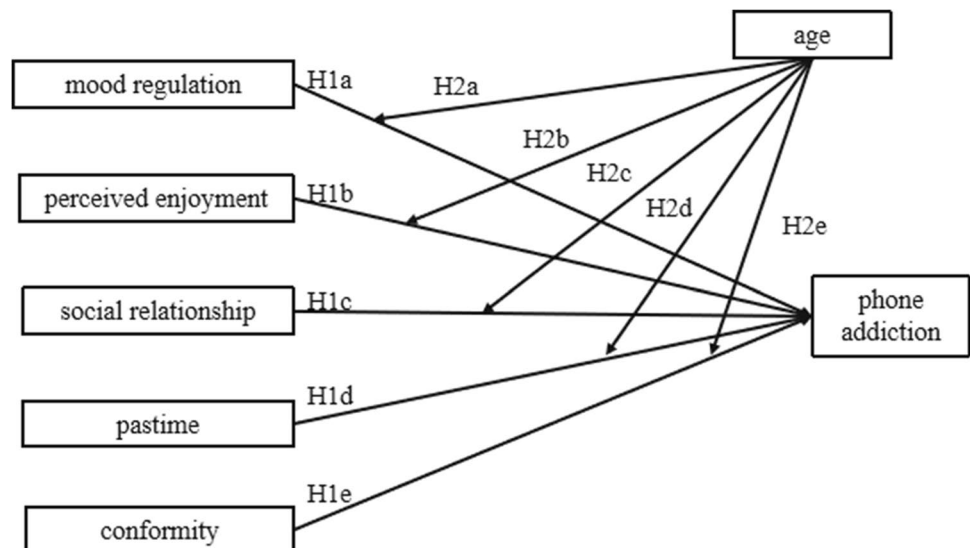 age
mood regulation
H1a
H2a
H2b
perceived enjoyment
H1b
H2c
H2d
H2e
social relationship
H1c
phone
addiction
H1d
pastime
H1e
conformity